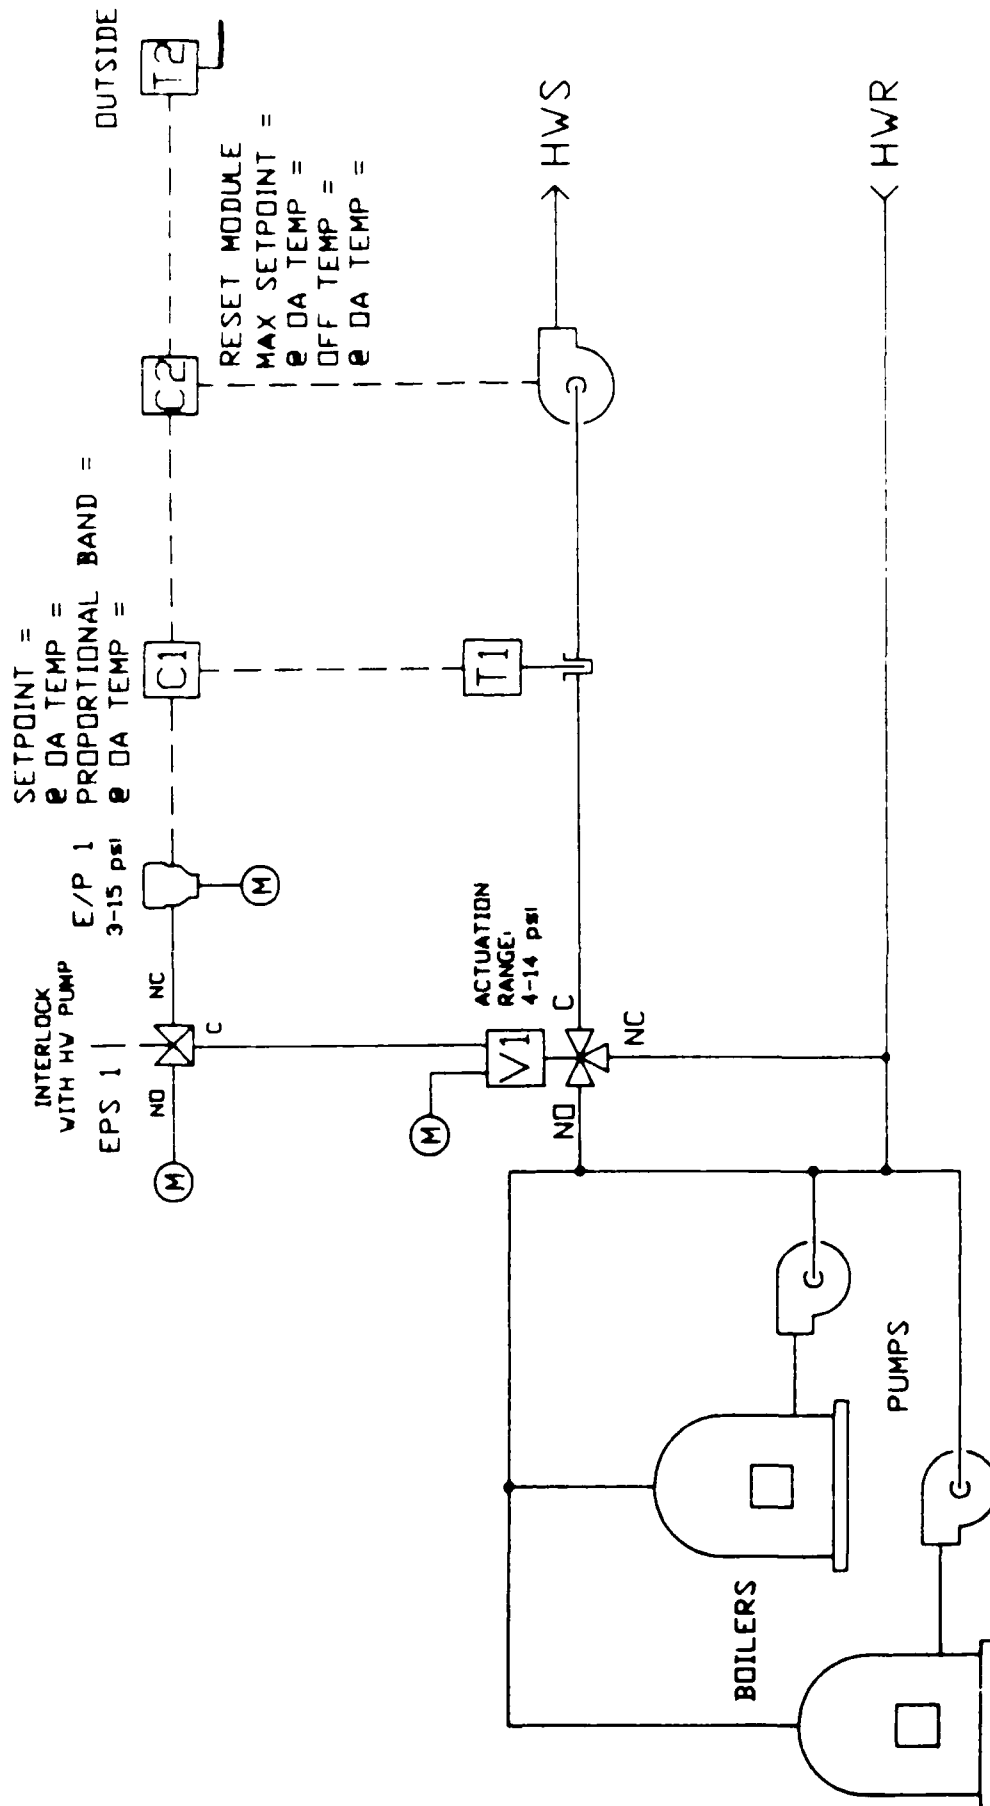 OUTSIDE
T2
RESET MODULE
MAX SETPOINT =
@ OA TEMP =
OFF TEMP =
@ OA TEMP =
C2
SETPOINT =
@ OA TEMP =
PROPORTIONAL BAND =
@ OA TEMP =
C1
T1
E/P 1
3-15 psi
M
INTERLOCK
WITH HW PUMP
EPS 1
NO
NC
C
M
M
V1
ACTUATION
RANGE:
4-14 psi
NO
C
NC
HWS
HWR
PUMPS
BOILERS